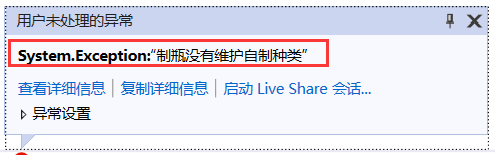 用户未处理的异常
System.Exception:“制瓶没有维护自制种类”
查看详细信息 | 复制详细信息 | 启动 Live Share 会话...
异常设置